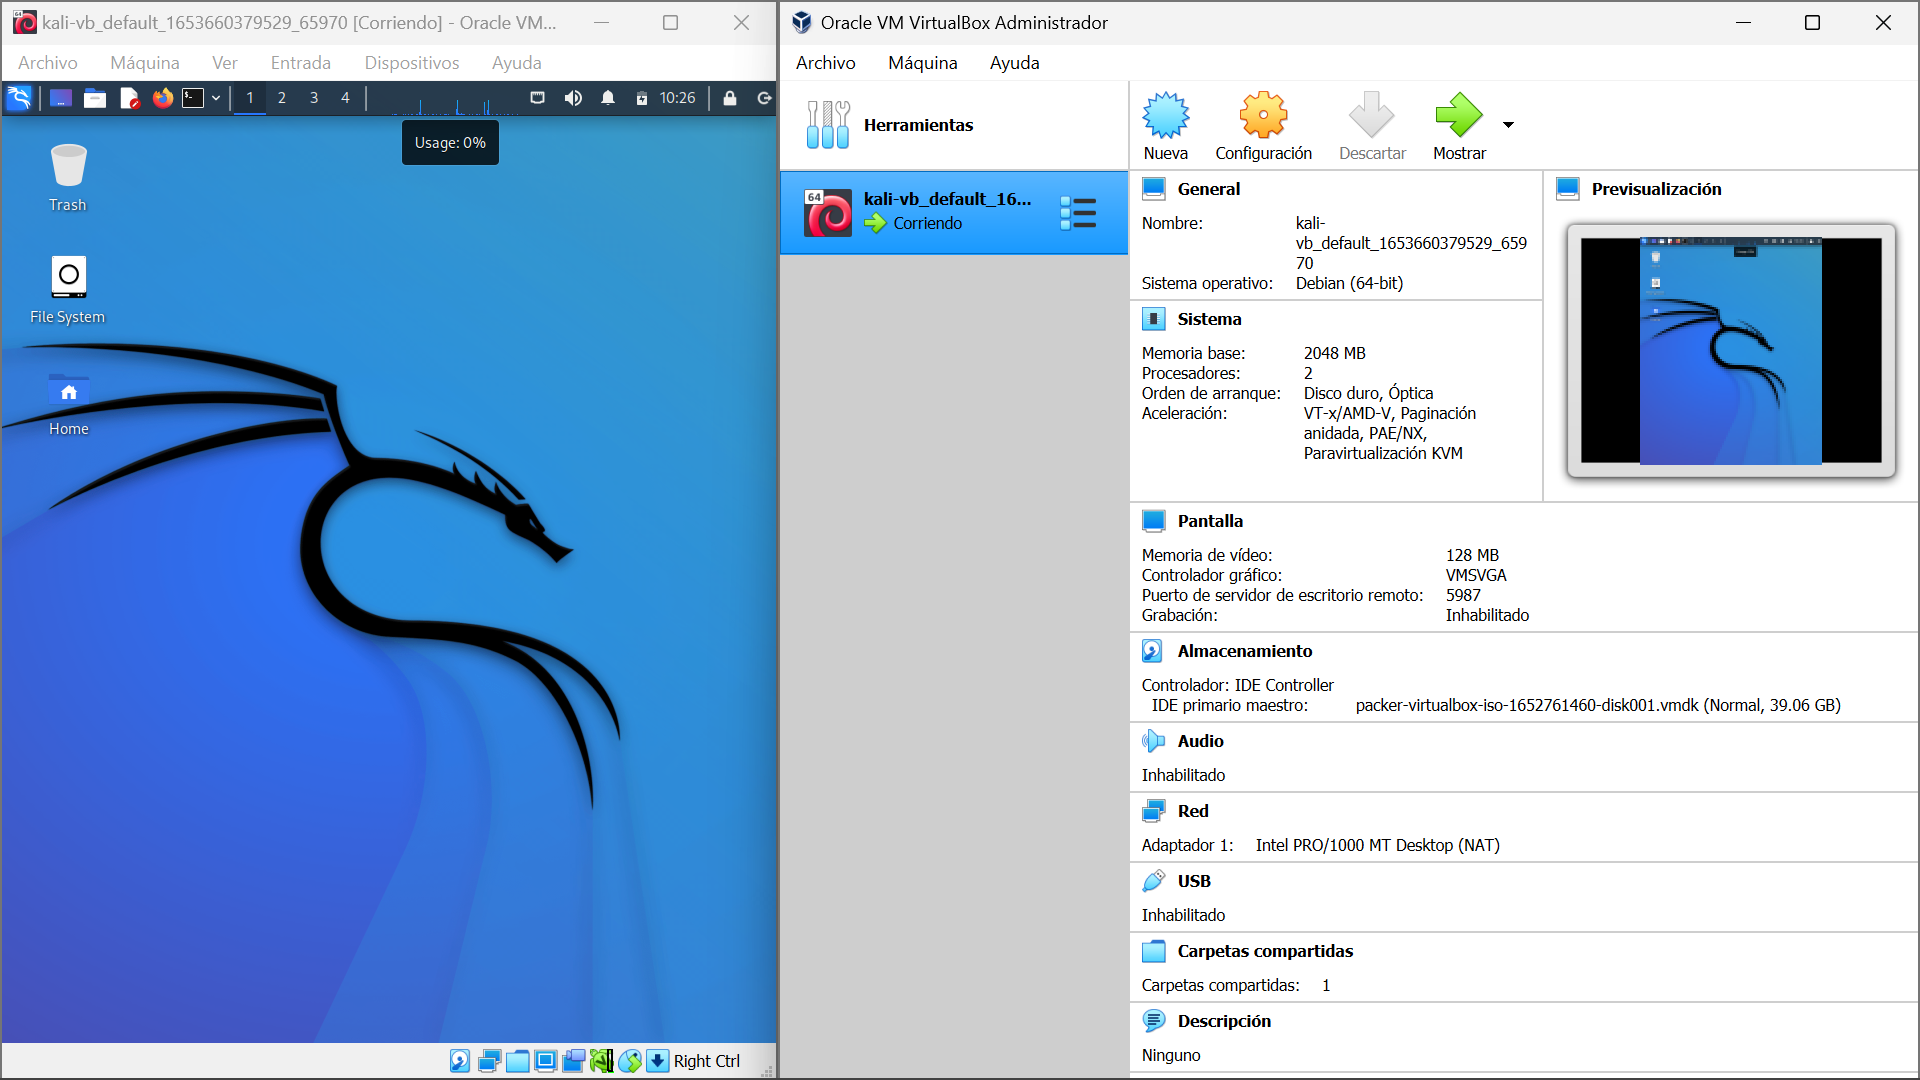 kali-vb_default_1653660379529_65970 [Corriendo] - Oracle VM...
Archivo Máquina Ver Entrada Dispositivos Ayuda
1 2 3 4 10:26
Usage: 0%
Trash
File System
Home
Right Ctrl
Oracle VM VirtualBox Administrador
Archivo Máquina Ayuda
Herramientas
Nueva Configuración Descartar Mostrar
64
kali-vb_default_16...
Corriendo
General
Nombre: kali-
vb_default_1653660379529_659
70
Sistema operativo: Debian (64-bit)
Previsualización
Sistema
Memoria base: 2048 MB
Procesadores: 2
Orden de arranque: Disco duro, Óptica
Aceleración: VT-x/AMD-V, Paginación
anidada, PAE/NX,
Paravirtualización KVM
Pantalla
Memoria de vídeo: 128 MB
Controlador gráfico: VMSVGA
Puerto de servidor de escritorio remoto: 5987
Grabación: Inhabilitado
Almacenamiento
Controlador: IDE Controller
IDE primario maestro: packer-virtualbox-iso-1652761460-disk001.vmdk (Normal, 39.06 GB)
Audio
Inhabilitado
Red
Adaptador 1: Intel PRO/1000 MT Desktop (NAT)
USB
Inhabilitado
Carpetas compartidas
Carpetas compartidas: 1
Descripción
Ninguno